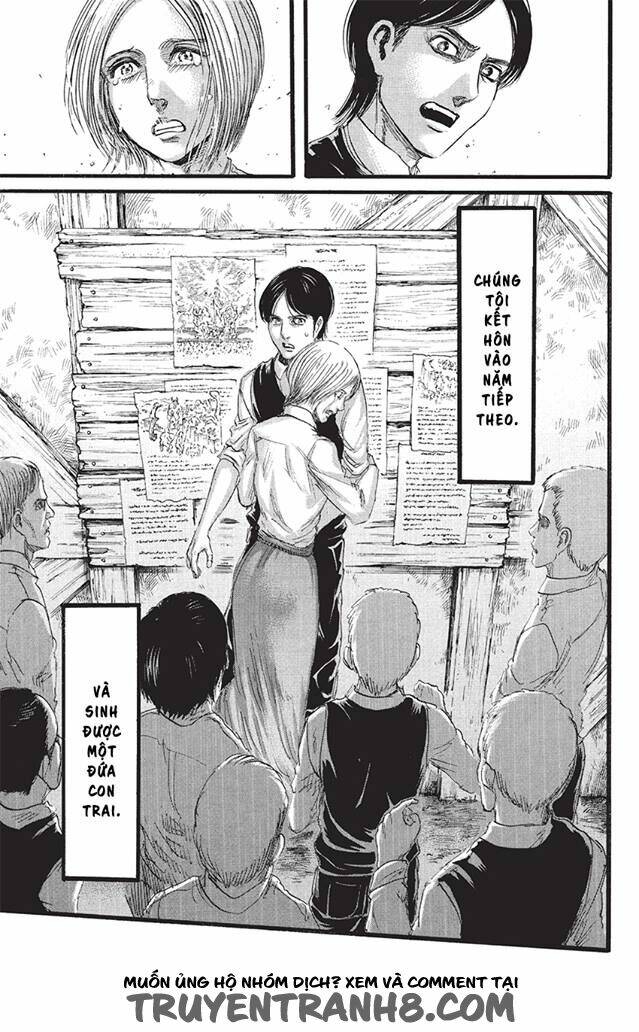 CHÚNG
TÔI
KẾT
HÔN
VÀO
NĂM
TIẾP
THEO.
VÀ
SINH
ĐƯỢC
MỘT
ĐỨA
CON
TRAI.
MUỐN ỦNG HỘ NHÓM DỊCH? XEM VÀ COMMENT TẠI
TRUYENTRANH8.COM